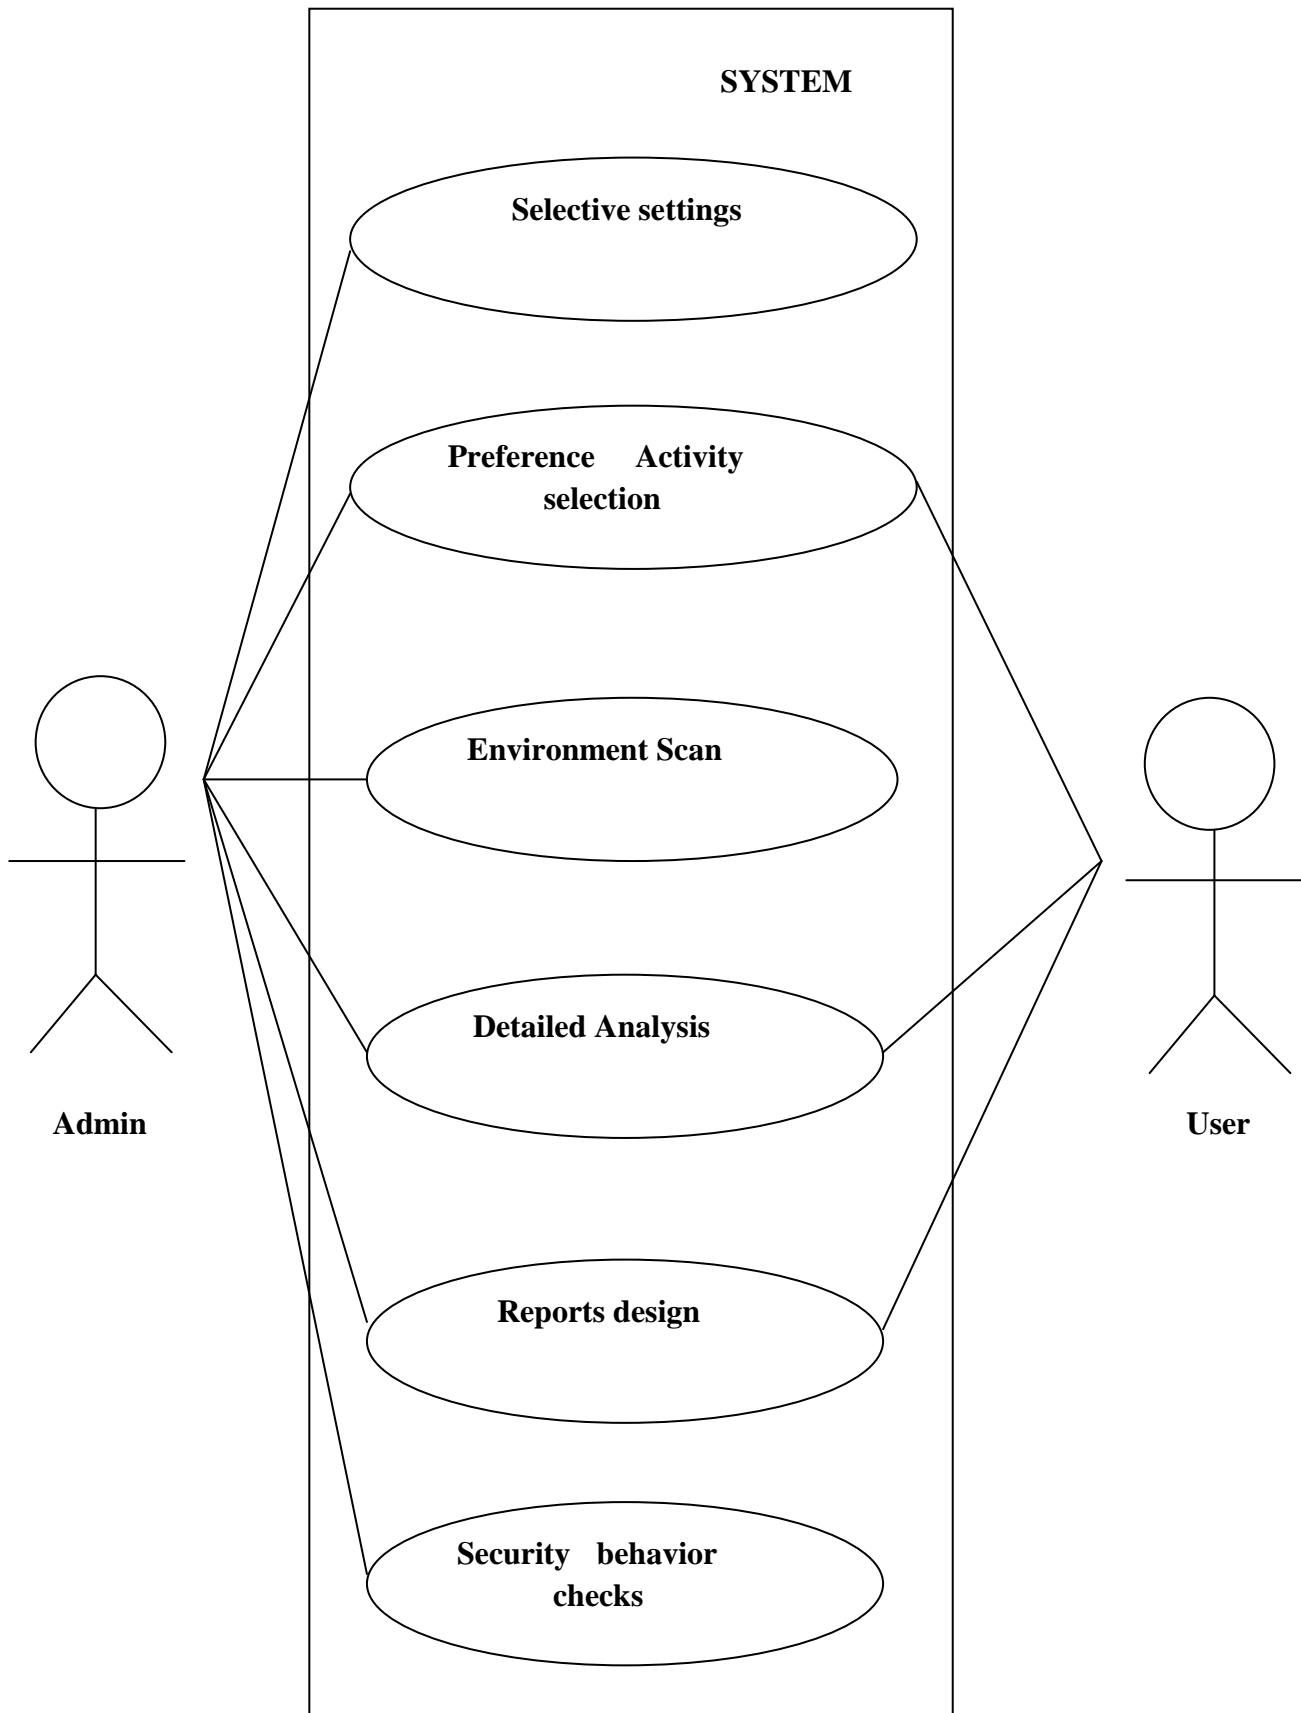 SYSTEM
Selective settings
Preference Activity
selection
Environment Scan
Detailed Analysis
Admin
User
Reports design
Security behavior
checks